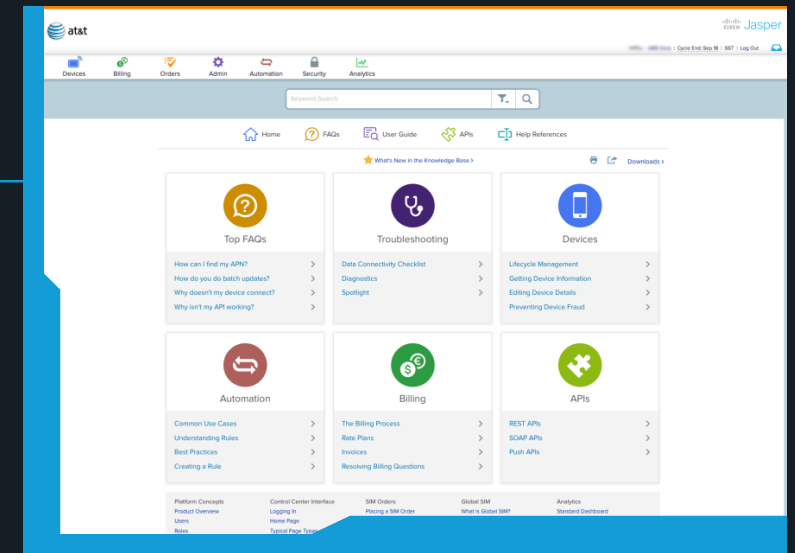 at&t
CISCO Jasper
Cycle End: Sep 18 | SST | Log Out
Devices Billing Orders Admin Automation Security Analytics
Keyword Search
Home FAQs User Guide APIs Help References
What's New in the Knowledge Base >
Downloads >
Top FAQs
How can I find my APN?
How do you do batch updates?
Why doesn't my device connect?
Why isn't my API working?
Troubleshooting
Data Connectivity Checklist
Diagnostics
Spotlight
Devices
Lifecycle Management
Getting Device Information
Editing Device Details
Preventing Device Fraud
Automation
Common Use Cases
Understanding Rules
Best Practices
Creating a Rule
Billing
The Billing Process
Rate Plans
Invoices
Resolving Billing Questions
APIs
REST APIs
SOAP APIs
Push APIs
Platform Concepts
Product Overview
Users
Roles
Control Center Interface
Logging In
Home Page
Typical Page Types
SIM Orders
Placing a SIM Order
Global SIM
What is Global SIM?
Analytics
Standard Dashboard